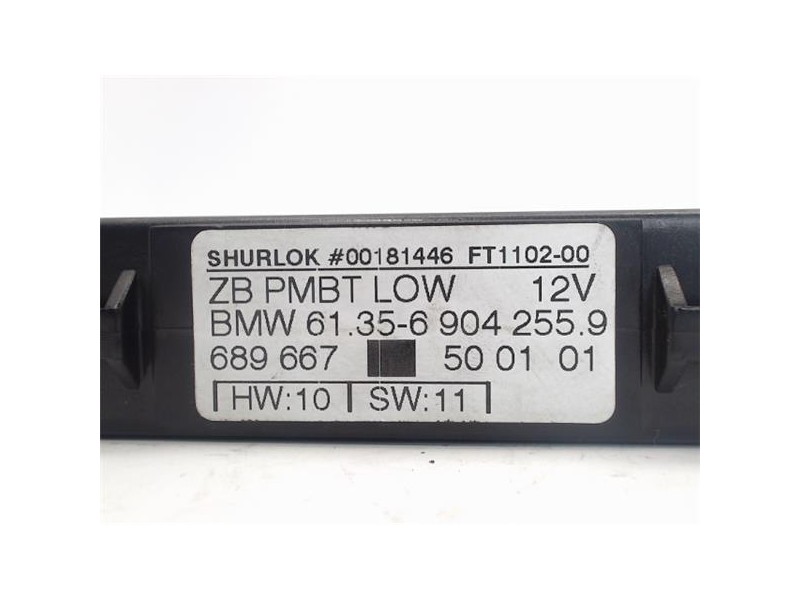 SHURLOK #00181446 FT1102-00
ZB PMBT LOW 12V
BMW 61.35-6 904 255.9
689 667 50 01 01
HW:10 SW:11